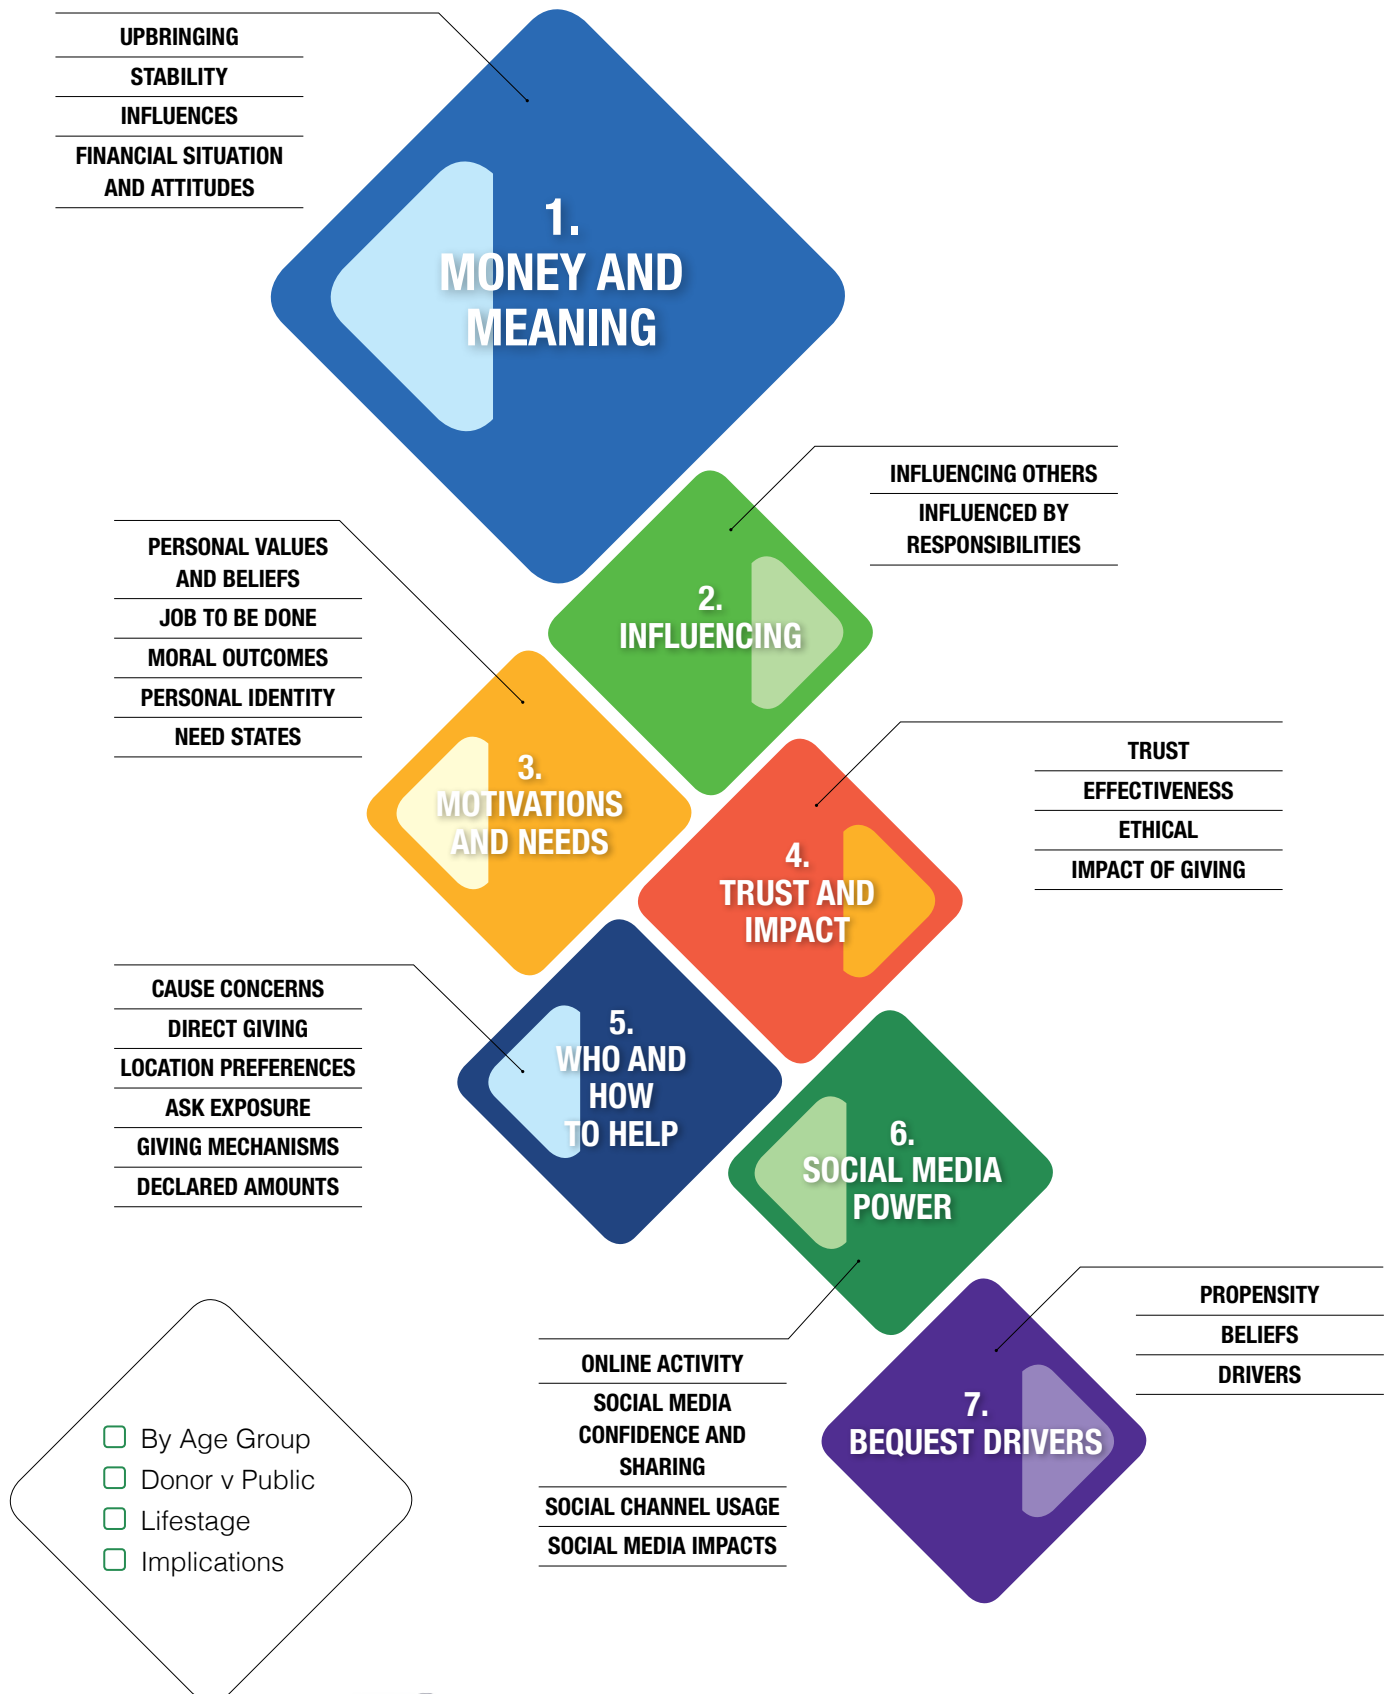 UPBRINGING
STABILITY
INFLUENCES
FINANCIAL SITUATION
AND ATTITUDES
1.
MONEY AND
MEANING
INFLUENCING OTHERS
INFLUENCED BY
RESPONSIBILITIES
2.
INFLUENCING
PERSONAL VALUES
AND BELIEFS
JOB TO BE DONE
MORAL OUTCOMES
PERSONAL IDENTITY
NEED STATES
3.
MOTIVATIONS
AND NEEDS
TRUST
EFFECTIVENESS
ETHICAL
IMPACT OF GIVING
4.
TRUST AND
IMPACT
CAUSE CONCERNS
DIRECT GIVING
LOCATION PREFERENCES
ASK EXPOSURE
GIVING MECHANISMS
DECLARED AMOUNTS
5.
WHO AND
HOW
TO HELP
6.
SOCIAL MEDIA
POWER
ONLINE ACTIVITY
SOCIAL MEDIA
CONFIDENCE AND
SHARING
SOCIAL CHANNEL USAGE
SOCIAL MEDIA IMPACTS
PROPENSITY
BELIEFS
DRIVERS
7.
BEQUEST DRIVERS
By Age Group
Donor v Public
Lifestage
Implications